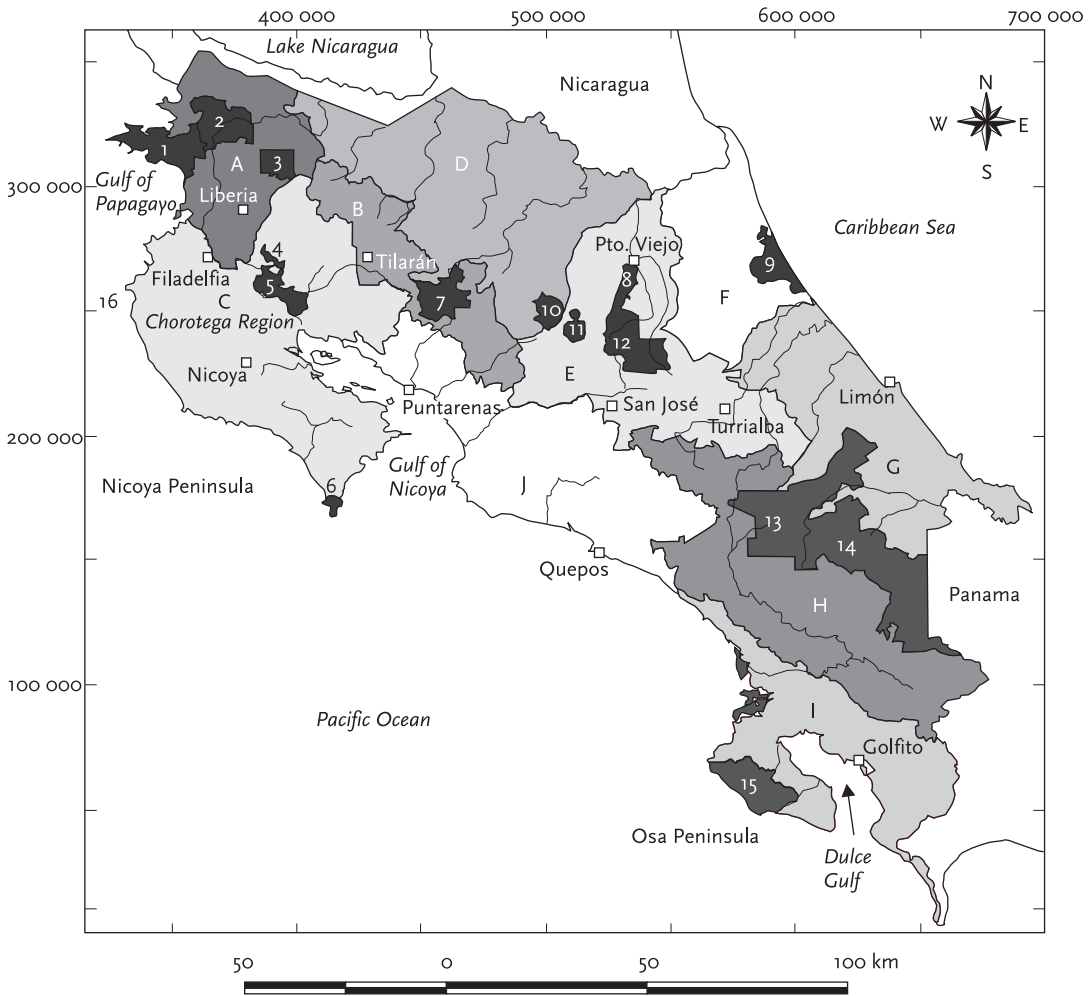 400 000
500 000
600 000
700 000
Lake Nicaragua
Nicaragua
N
W
E
S
2
1
A
3
D
300 000
Gulf of
Papagayo
Liberia
B
Caribbean Sea
4
Pto. Viejo
Filadelfia
Tilarán
8
9
5
16
C
7
F
Chorotega Region
10
11
12
E
Nicoya
Limón
Puntarenas
San José
Turrialba
200 000
Gulf of
Nicoya
G
Nicoya Peninsula
6
J
13
14
Quepos
Panama
H
100 000
Pacific Ocean
I
Golfito
15
Osa Peninsula
Dulce
Gulf
50
0
50
100 km